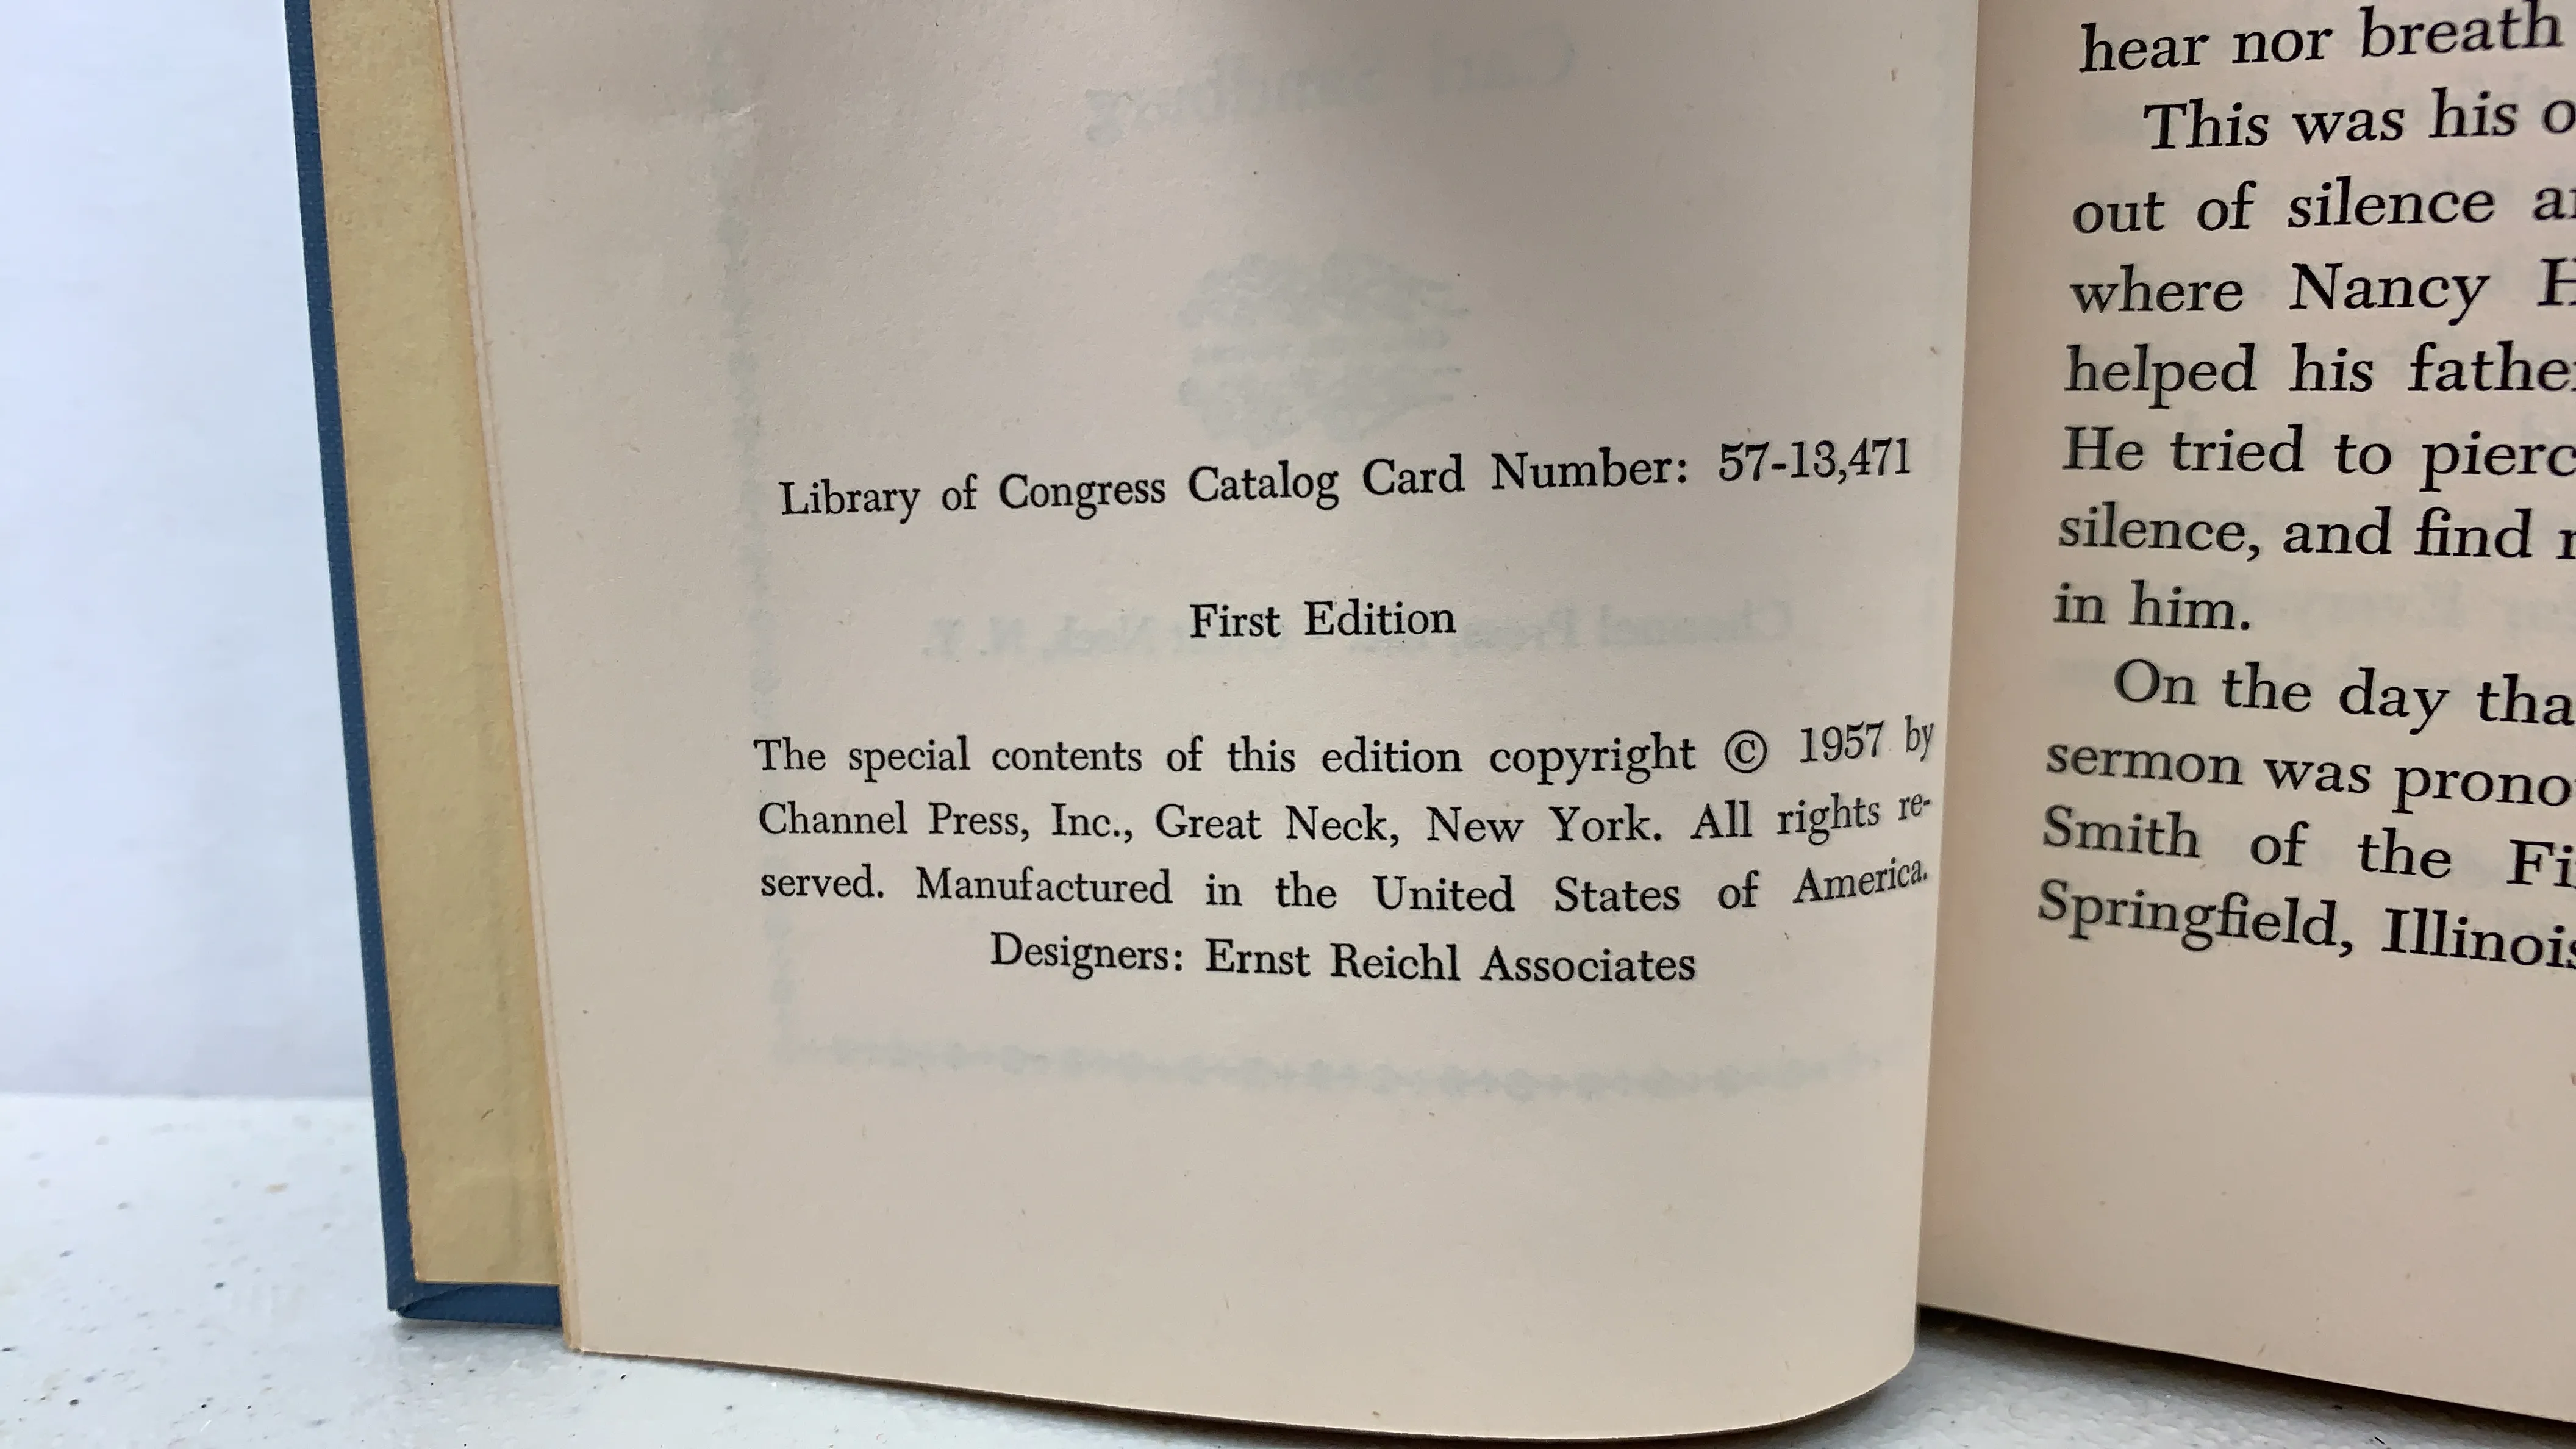 Library of Congress Catalog Card Number: 57-13,471
First Edition
The special contents of this edition copyright © 1957 by
Channel Press, Inc., Great Neck, New York. All rights re-
served. Manufactured in the United States of America.
Designers: Ernst Reichl Associates
hear nor breath
This was his
out of silence
where Nancy
helped his
He tried to
silence, and find
in him.
On the day
sermon was
Smith of the
Springfield,